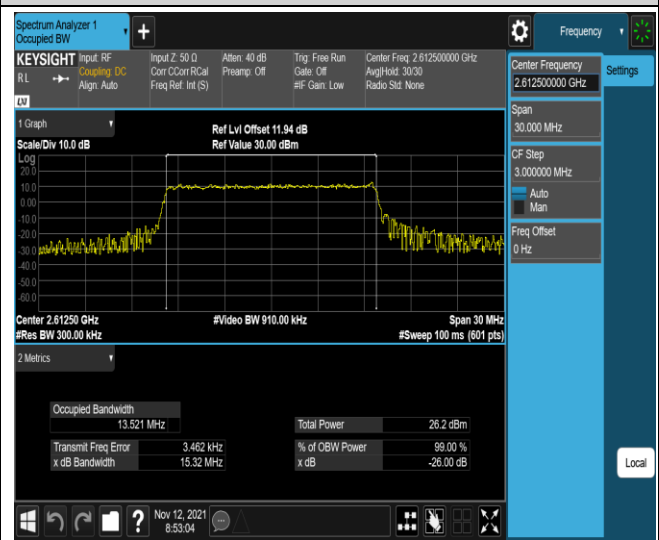 Spectrum Analyzer 1
Occupied BW
+
Frequency
KEYSIGHT Input: RF Input Z: 50 Ω Atten: 40 dB Trig: Free Run Center Freq: 2.612500000 GHz
RL Coupling: DC Corr CCorr RCal Preamp: Off Gate: Off Avg|Hold: 30/30
Align: Auto Freq Ref: Int (S) #IF Gain: Low Radio Std: None
LXI
Center Frequency
2.612500000 GHz
Settings
Span
30.000 MHz
CF Step
3.000000 MHz
Auto
Man
Freq Offset
0 Hz
1 Graph
Ref Lvl Offset 11.94 dB
Scale/Div 10.0 dB Ref Value 30.00 dBm
Log
20.0
10.0
0.00
-10.0
-20.0
-30.0
-40.0
-50.0
-60.0
Center 2.61250 GHz #Video BW 910.00 kHz Span 30 MHz
#Res BW 300.00 kHz #Sweep 100 ms (601 pts)
2 Metrics
Occupied Bandwidth
13.521 MHz Total Power 26.2 dBm
Transmit Freq Error 3.462 kHz % of OBW Power 99.00 %
x dB Bandwidth 15.32 MHz x dB -26.00 dB
Local
? Nov 12, 2021
8:53:04